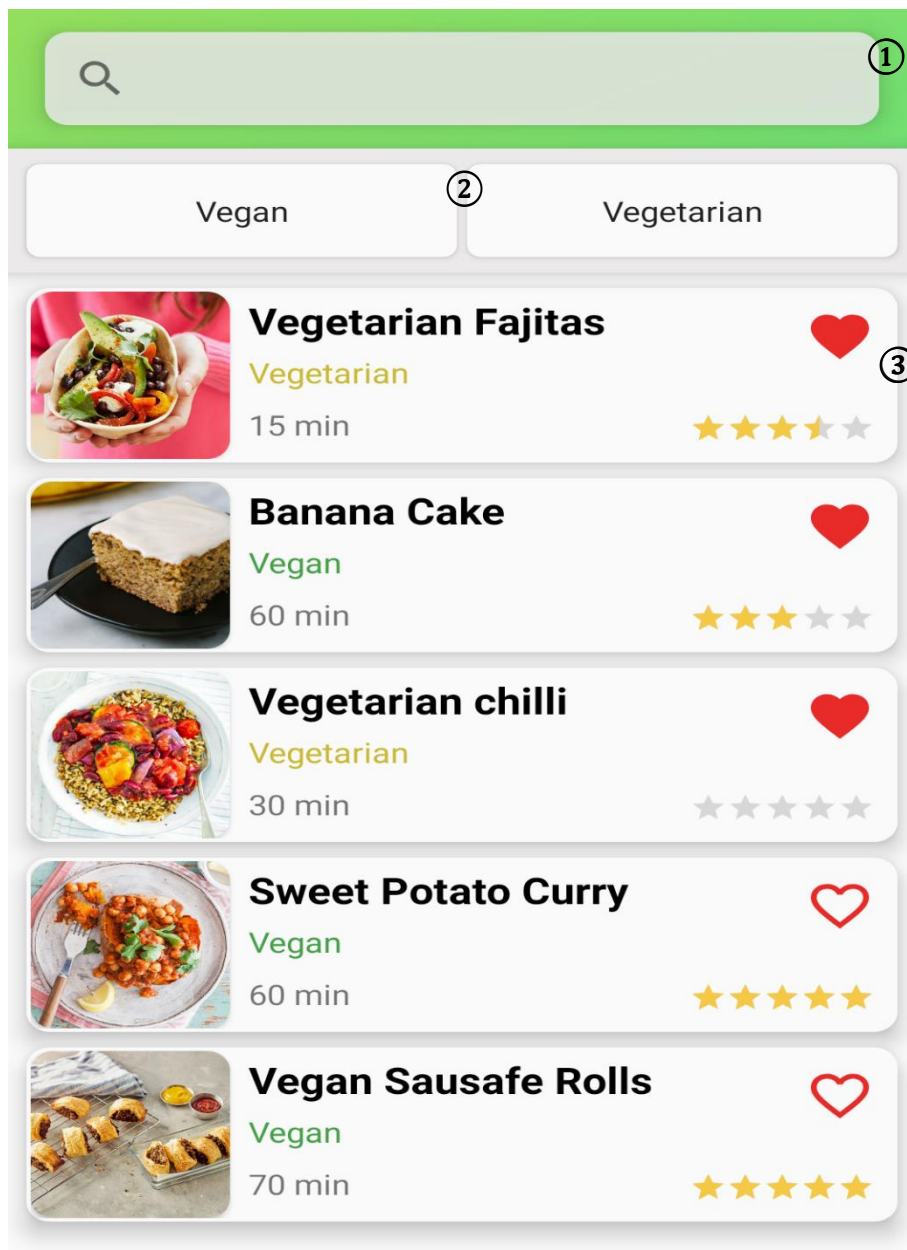 ①
②
Vegan
Vegetarian
Vegetarian Fajitas
Vegetarian
③
15 min
Banana Cake
Vegan
60 min
Vegetarian chilli
Vegetarian
30 min
Sweet Potato Curry
Vegan
60 min
Vegan Sausafe Rolls
Vegan
70 min